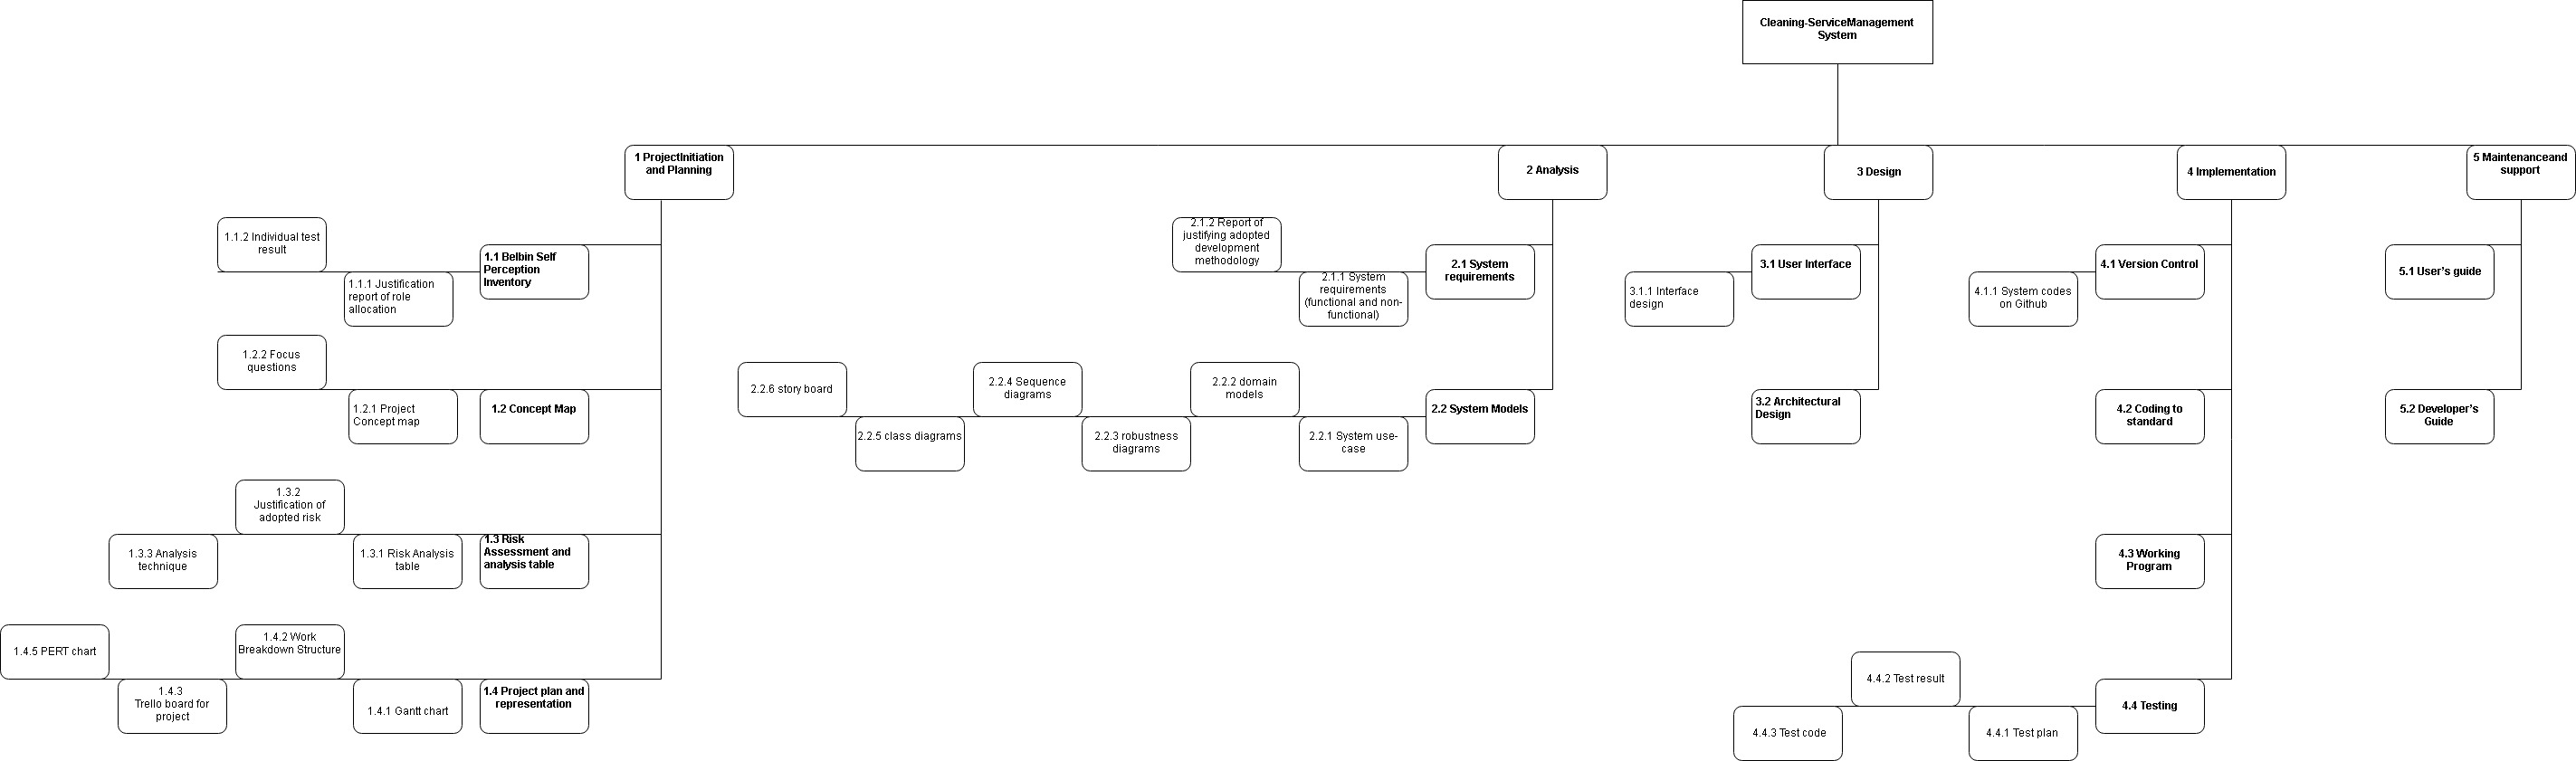 Cleaning-ServiceManagement
System
1 ProjectInitiation
and Planning
2 Analysis
3 Design
4 Implementation
5 Maintenanceand
support
1.1.2 Individual test
result
1.1 Belbin Self
Perception
Inventory
1.1.1 Justification
report of role
allocation
1.2.2 Focus
questions
1.2.1 Project
Concept map
1.2 Concept Map
1.3.2
Justification of
adopted risk
1.3.3 Analysis
technique
1.3.1 Risk Analysis
table
1.3 Risk
Assessment and
analysis table
1.4.5 PERT chart
1.4.2 Work
Breakdown Structure
1.4.3
Trello board for
project
1.4.1 Gantt chart
1.4 Project plan and
representation
2.1.2 Report of
justifying adopted
development
methodology
2.1.1 System
requirements
(functional and non-
functional)
2.1 System
requirements
2.2.6 story board
2.2.4 Sequence
diagrams
2.2.2 domain
models
2.2.5 class diagrams
2.2.3 robustness
diagrams
2.2.1 System use-
case
2.2 System Models
3.1 User Interface
3.1.1 Interface
design
3.2 Architectural
Design
4.1 Version Control
4.1.1 System codes
on Github
4.2 Coding to
standard
4.3 Working
Program
4.4.2 Test result
4.4.3 Test code
4.4.1 Test plan
4.4 Testing
5.1 User's guide
5.2 Developer's
Guide